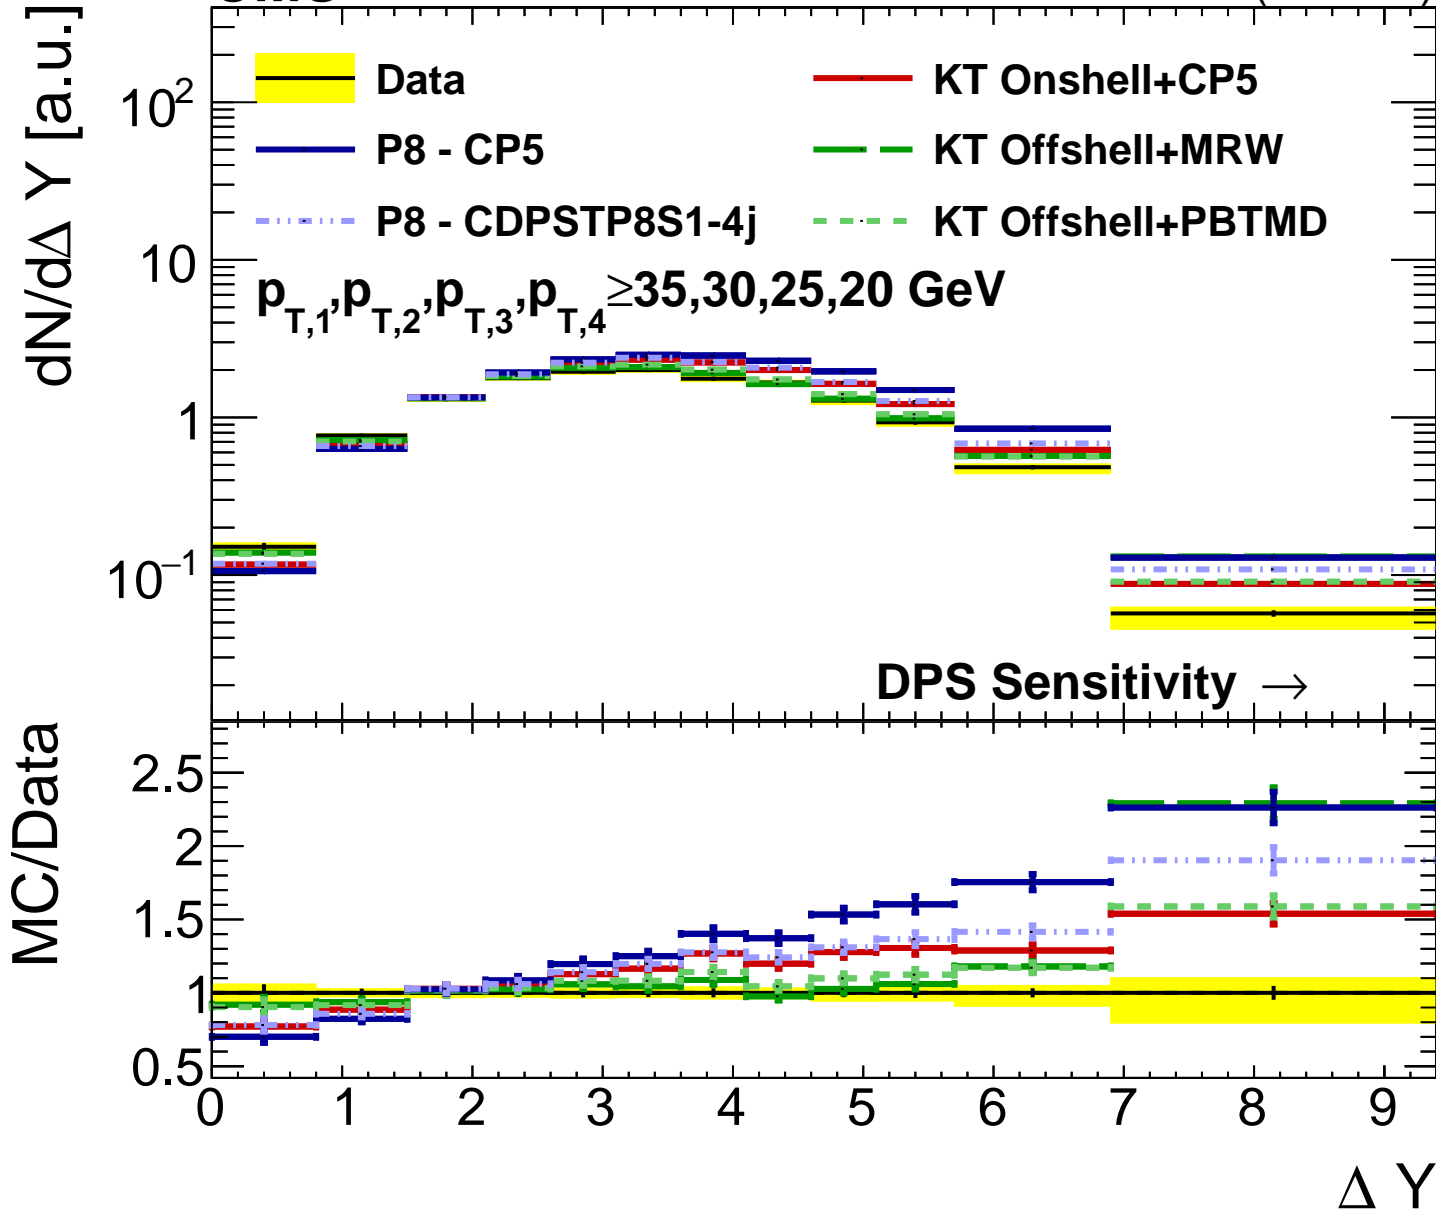 dN/dΔ Y [a.u.]
Data
P8 - CP5
P8 - CDPSTP8S1-4j
KT Onshell+CP5
KT Offshell+MRW
KT Offshell+PBTMD
p_T,1,p_T,2,p_T,3,p_T,4≥35,30,25,20 GeV
10²
10
1
10⁻¹
DPS Sensitivity →
MC/Data
2.5
2
1.5
1
0.5
0 1 2 3 4 5 6 7 8 9
Δ Y